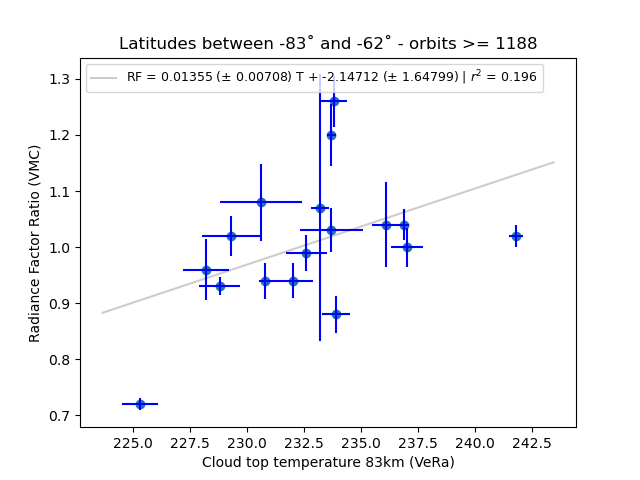 Latitudes between -83˚ and -62˚ - orbits >= 1188
RF = 0.01355 (± 0.00708) T + -2.14712 (± 1.64799) | r² = 0.196
1.3
1.2
1.1
1.0
0.9
0.8
0.7
Radiance Factor Ratio (VMC)
225.0 227.5 230.0 232.5 235.0 237.5 240.0 242.5
Cloud top temperature 83km (VeRa)